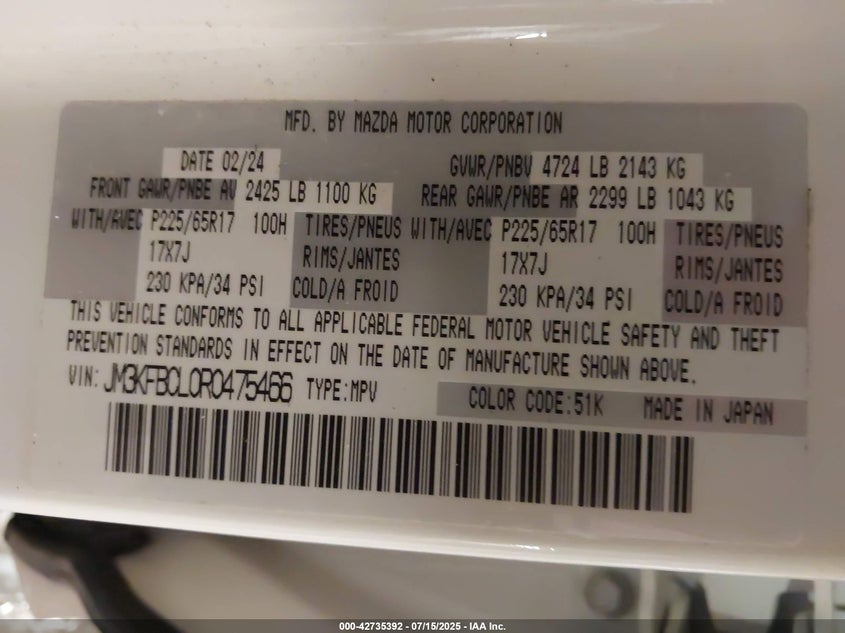 MFD. BY MAZDA MOTOR CORPORATION
DATE 02/24 GVWR/PNBV 4724 LB 2143 KG
FRONT GAWR/PNBE AV 2425 LB 1100 KG REAR GAWR/PNBE AR 2299 LB 1043 KG
WITH/AVEC P225/65R17 100H TIRES/PNEUS WITH/AVEC P225/65R17 100H TIRES/PNEUS
17X7J RIMS/JANTES 17X7J RIMS/JANTES
230 KPA/34 PSI COLD/A FROID 230 KPA/34 PSI COLD/A FROID
THIS VEHICLE CONFORMS TO ALL APPLICABLE FEDERAL MOTOR VEHICLE SAFETY AND THEFT
PREVENTION STANDARDS IN EFFECT ON THE DATE OF MANUFACTURE SHOWN ABOVE.
VIN: JM3KFBCL0R0475466 TYPE:MPV COLOR CODE:51K MADE IN JAPAN
000-42735392 - 07/15/2025 - IAA Inc.